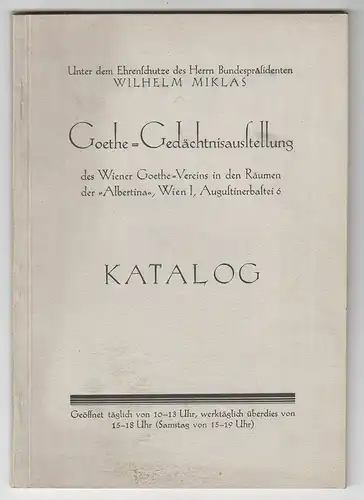 Unter dem Ehrenschutze des Herrn Bundespräsidenten
WILHELM MIKLAS
Goethe=Gedächtnisausstellung
des Wiener Goethe-Vereins in den Räumen
der »Albertina«, Wien I, Augustinerbastei 6
KATALOG
Geöffnet täglich von 10–13 Uhr, werktäglich überdies von
15–18 Uhr (Samstag von 15–19 Uhr)